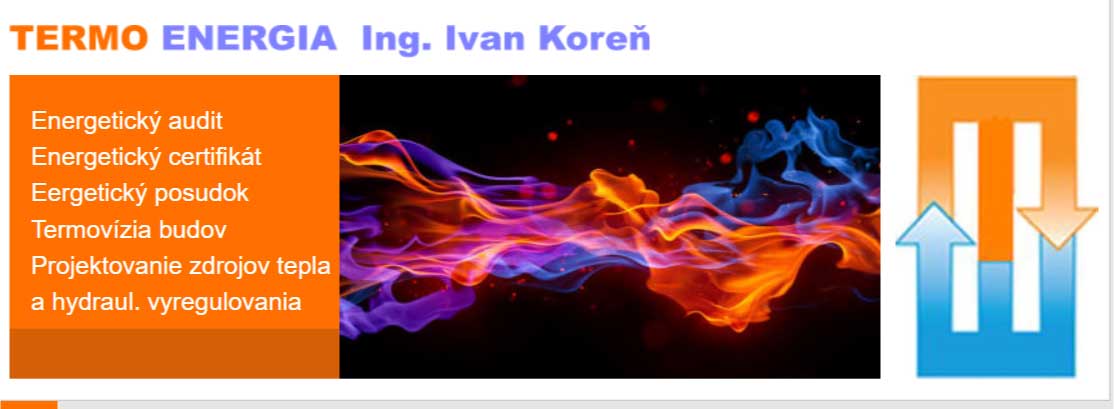 TERMO ENERGIA Ing. Ivan Koreň
Energetický audit
Energetický certifikát
Eergetický posudok
Termovízia budov
Projektovanie zdrojov tepla
a hydraul. vyregulovania